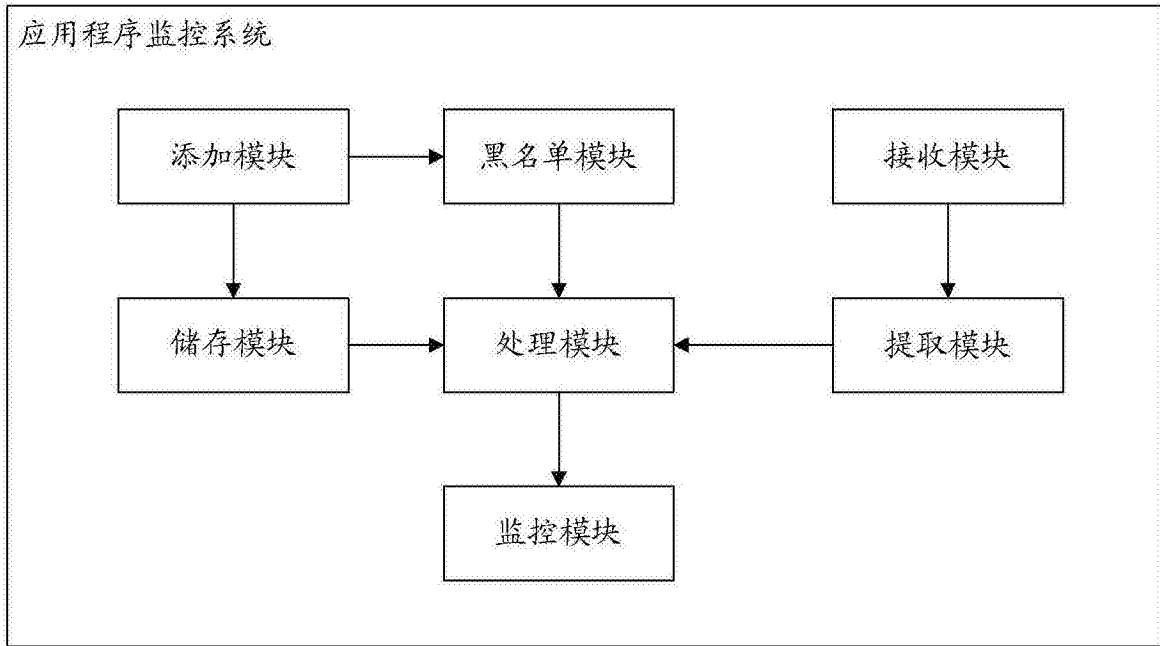 应用程序监控系统
添加模块
黑名单模块
接收模块
储存模块
处理模块
提取模块
监控模块